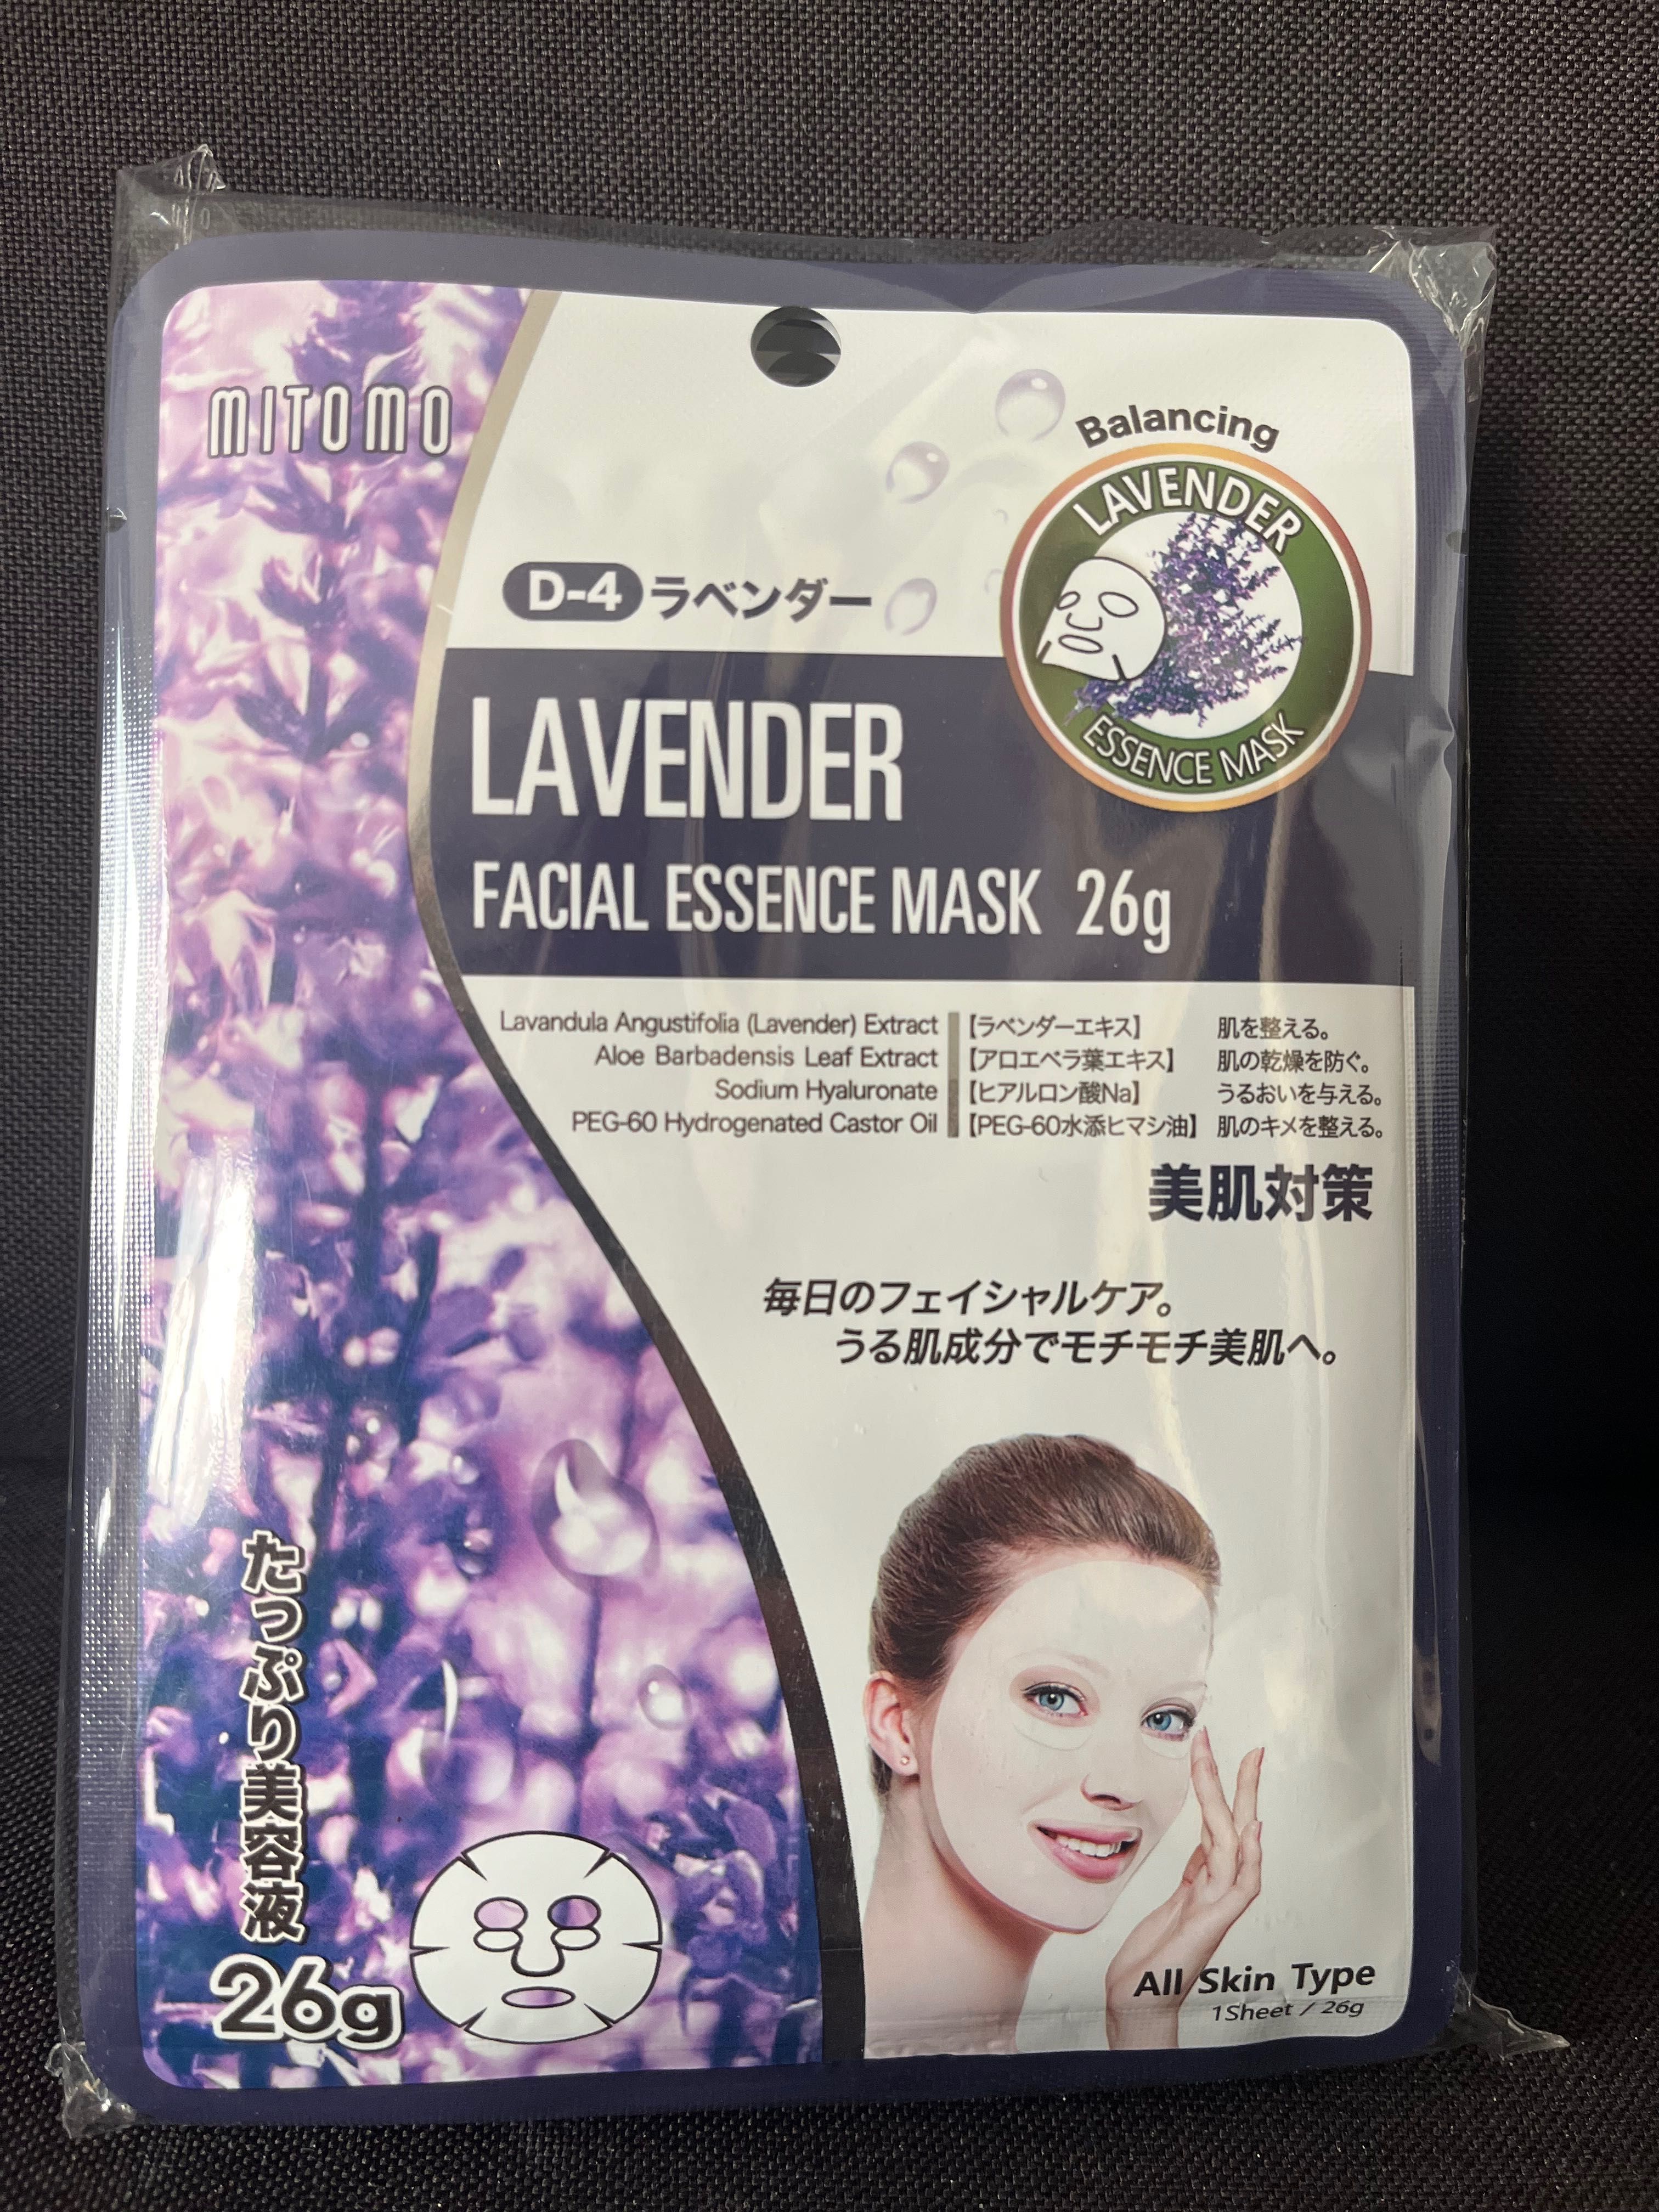 MITOMO
Balancing
LAVENDER
ESSENCE MASK
D-4 ラベンダー
LAVENDER
FACIAL ESSENCE MASK 26g
Lavandula Angustifolia (Lavender) Extract 【ラベンダーエキス】 肌を整える。
Aloe Barbadensis Leaf Extract 【アロエベラ葉エキス】 肌の乾燥を防ぐ。
Sodium Hyaluronate 【ヒアルロン酸Na】 うるおいを与える。
PEG-60 Hydrogenated Castor Oil 【PEG-60水添ヒマシ油】 肌のキメを整える。
美肌対策
毎日のフェイシャルケア。
うる肌成分でモチモチ美肌へ。
たっぷり美容液
26g
All Skin Type
1Sheet / 26g